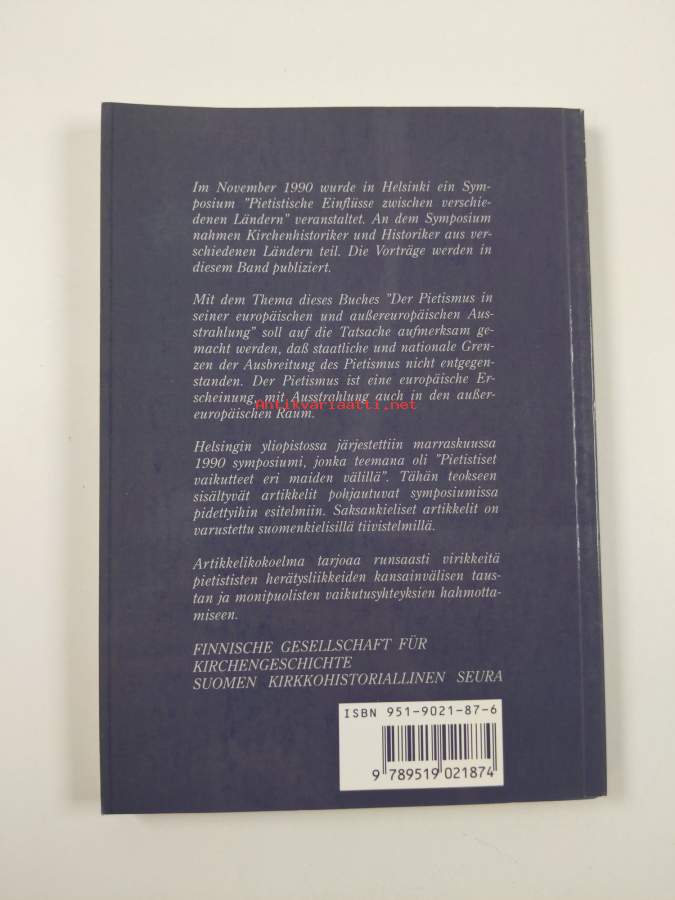 Im November 1990 wurde in Helsinki ein Sym-
posium "Pietistische Einflüsse zwischen verschie-
denen Ländern" veranstaltet. An dem Symposium
nahmen Kirchenhistoriker und Historiker aus ver-
schiedenen Ländern teil. Die Vorträge werden in
diesem Band publiziert.
Mit dem Thema dieses Buches "Der Pietismus in
seiner europäischen und außereuropäischen Aus-
strahlung" soll auf die Tatsache aufmerksam ge-
macht werden, daß staatliche und nationale Gren-
zen der Ausbreitung des Pietismus nicht entgegen-
standen. Der Pietismus ist eine europäische Er-
scheinung, mit Ausstrahlung auch in den außer-
europäischen Raum.
Antikvariaatti.net
Helsingin yliopistossa järjestettiin marraskuussa
1990 symposiumi, jonka teemana oli "Pietistiset
vaikutteet eri maiden välillä". Tähän teokseen
sisältyvät artikkelit pohjautuvat symposiumissa
pidettyihin esitelmiin. Saksankieliset artikkelit on
varustettu suomenkielisillä tiivistelmillä.
Artikkelikokoelma tarjoaa runsaasti virikkeitä
pietististen herätysliikkeiden kansainvälisen taus-
tan ja monipuolisten vaikutusyhteyksien hahmotta-
miseen.
FINNISCHE GESELLSCHAFT FÜR
KIRCHENGESCHICHTE
SUOMEN KIRKKOHISTORIALLINEN SEURA
ISBN 951-9021-87-6
9 789519 021874